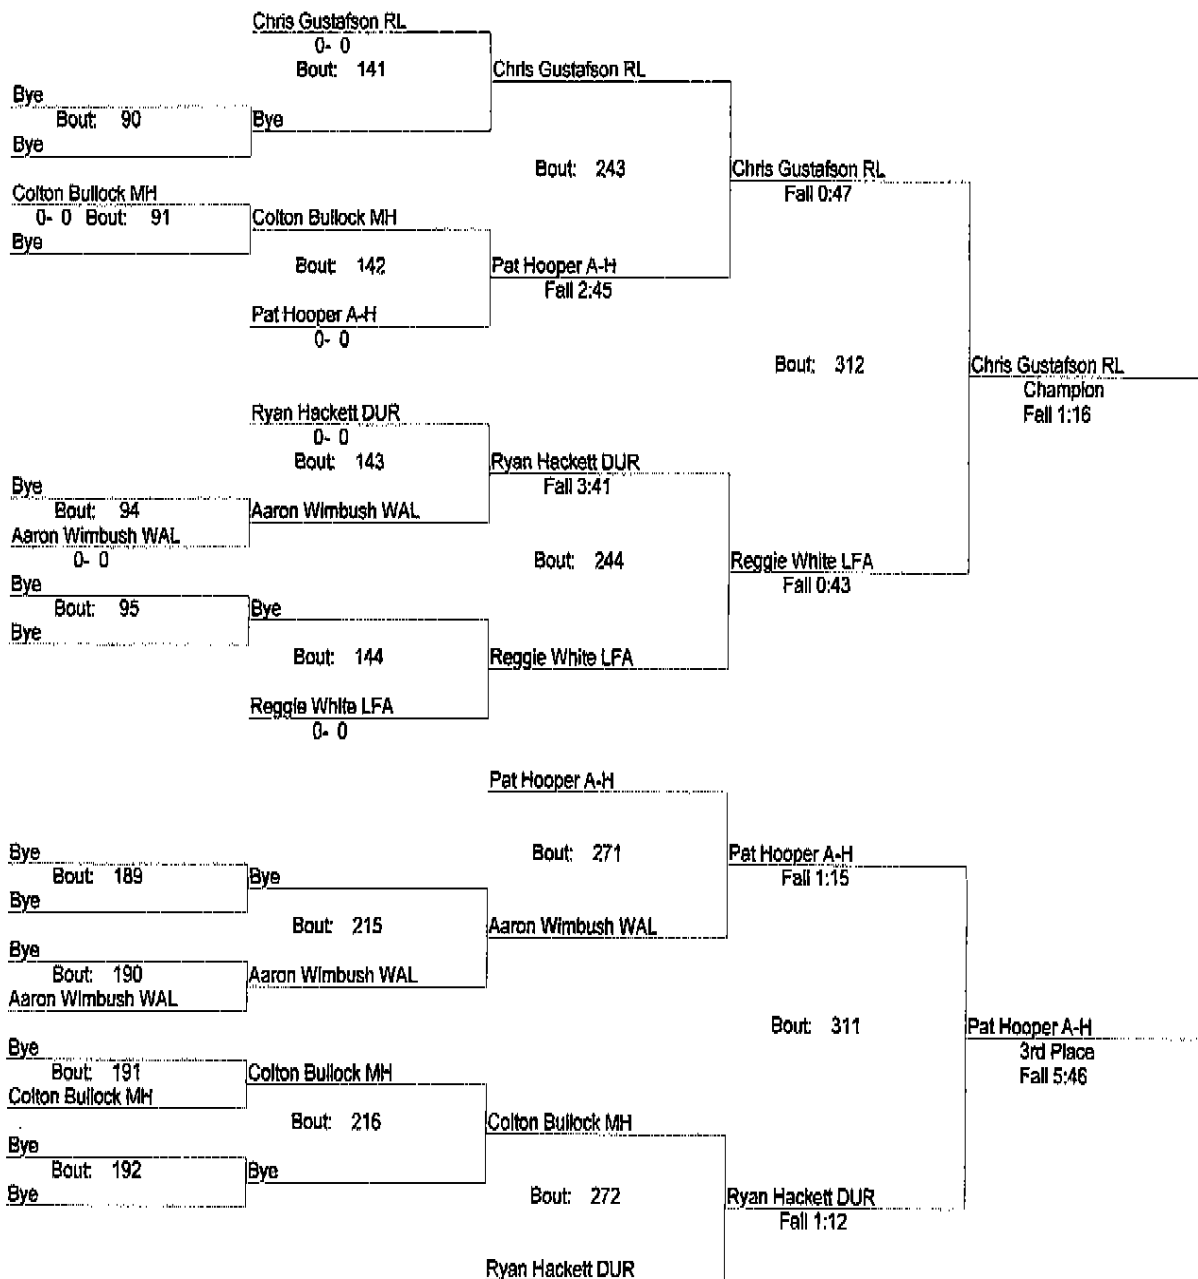 Chris Gustafson RL
0- 0
Bout: 141
Chris Gustafson RL
Bye
Bout: 90
Bye
Bye
Bout: 243
Chris Gustafson RL
Fall 0:47
Colton Bullock MH
0- 0 Bout: 91
Colton Bullock MH
Bye
Bout: 142
Pat Hooper A-H
Fall 2:45
Pat Hooper A-H
0- 0
Bout: 312
Chris Gustafson RL
Champion
Fall 1:16
Ryan Hackett DUR
0- 0
Bout: 143
Ryan Hackett DUR
Fall 3:41
Bye
Bout: 94
Aaron Wimbush WAL
Aaron Wimbush WAL
0- 0
Bout: 244
Reggie White LFA
Fall 0:43
Bye
Bout: 95
Bye
Bye
Bout: 144
Reggie White LFA
Reggie White LFA
0- 0
Pat Hooper A-H
Bout: 271
Pat Hooper A-H
Fall 1:15
Bye
Bout: 189
Bye
Bye
Bout: 215
Aaron Wimbush WAL
Bye
Bout: 190
Aaron Wimbush WAL
Aaron Wimbush WAL
Bout: 311
Pat Hooper A-H
3rd Place
Fall 5:46
Bye
Bout: 191
Colton Bullock MH
Colton Bullock MH
Bout: 216
Colton Bullock MH
Bye
Bout: 192
Bye
Bye
Bout: 272
Ryan Hackett DUR
Fall 1:12
Ryan Hackett DUR